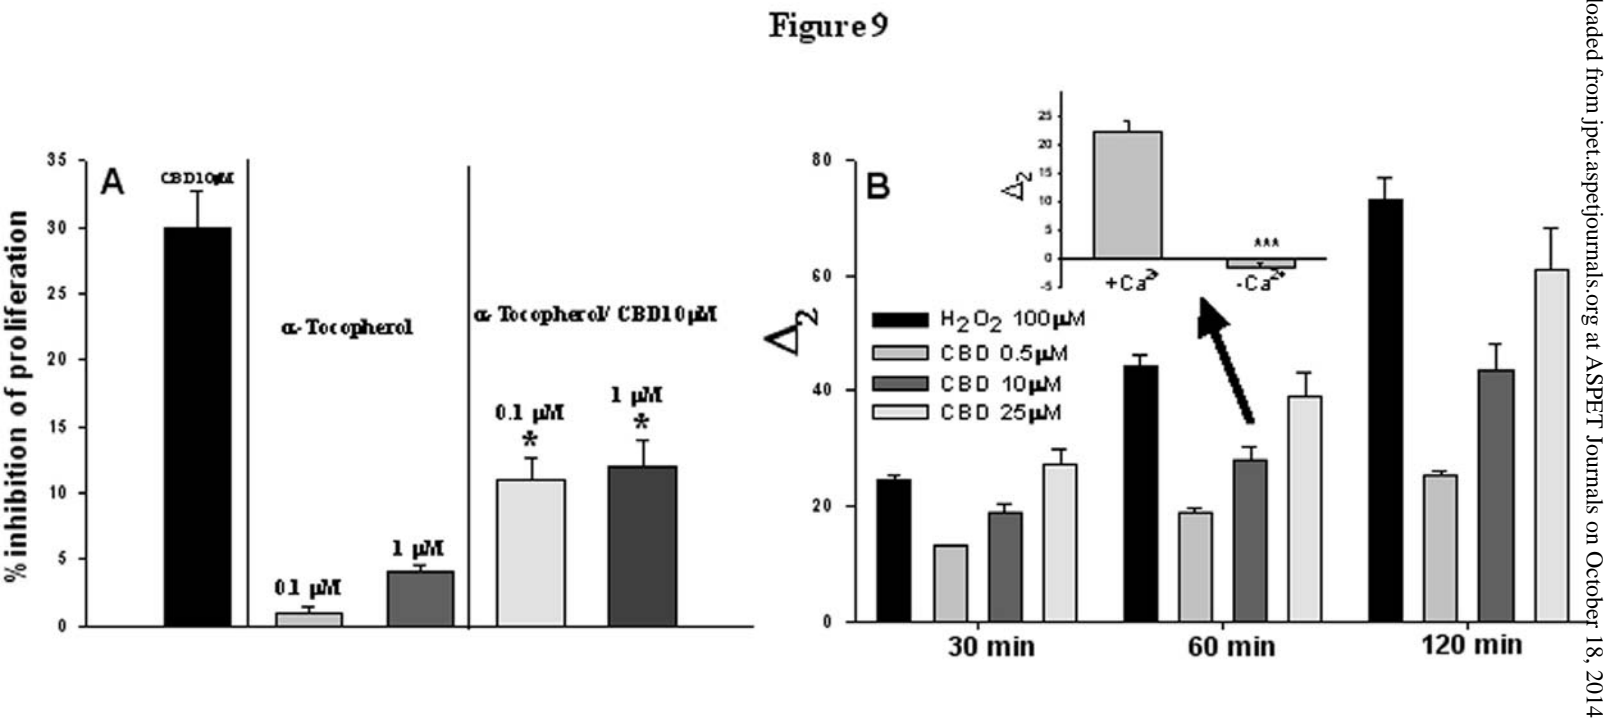 Figure 9
A
CBD10μM
% inhibition of proliferation
35
30
25
20
15
10
5
0
α-Tocopherol
0.1 μM
1 μM
α-Tocopherol/ CBD10μM
0.1 μM
*
1 μM
*
B
Δ2
80
60
40
20
0
Δ2
25
20
15
10
5
0
-5
+Ca2+
***
-Ca2+
H2O2 100μM
CBD 0.5μM
CBD 10μM
CBD 25μM
30 min
60 min
120 min
loaded from jpet.aspetjournals.org at ASPET Journals on October 18, 2014